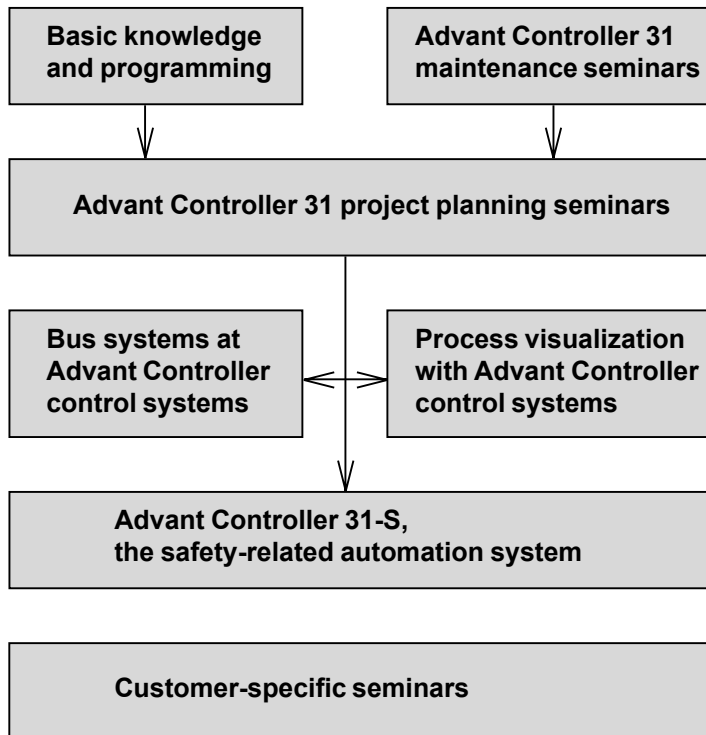 Basic knowledge
and programming
Advant Controller 31
maintenance seminars
Advant Controller 31 project planning seminars
Bus systems at
Advant Controller
control systems
Process visualization
with Advant Controller
control systems
Advant Controller 31-S,
the safety-related automation system
Customer-specific seminars